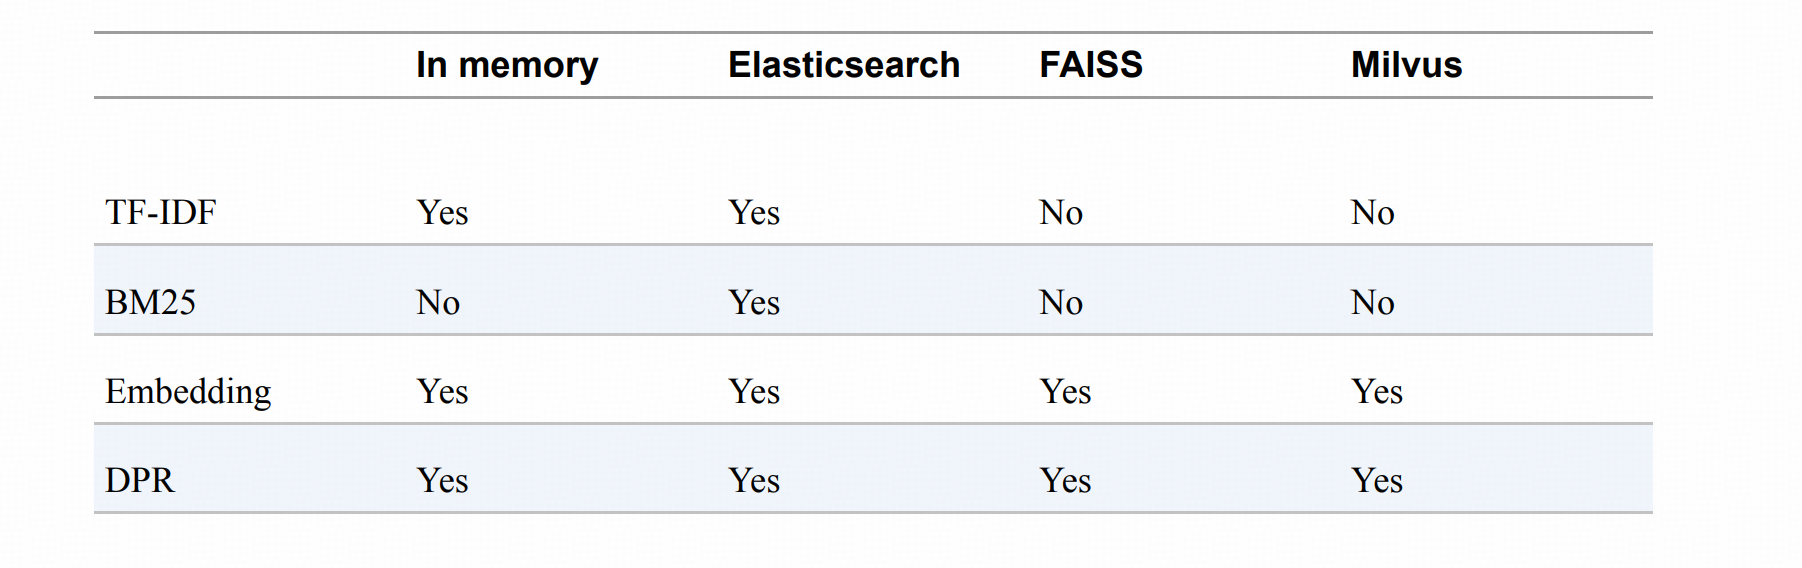 In memory Elasticsearch FAISS Milvus
TF-IDF Yes Yes No No
BM25 No Yes No No
Embedding Yes Yes Yes Yes
DPR Yes Yes Yes Yes